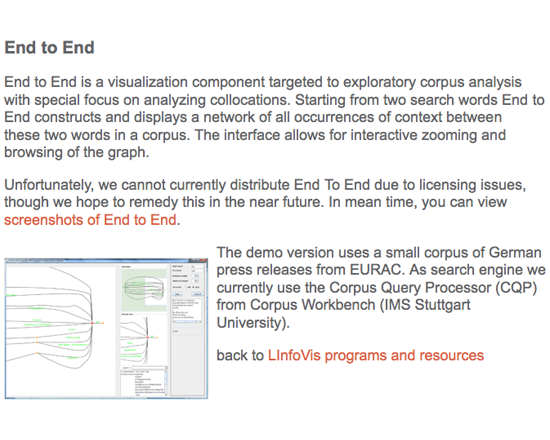 End to End
End to End is a visualization component targeted to exploratory corpus analysis
with special focus on analyzing collocations. Starting from two search words End to
End constructs and displays a network of all occurrences of context between
these two words in a corpus. The interface allows for interactive zooming and
browsing of the graph.
Unfortunately, we cannot currently distribute End To End due to licensing issues,
though we hope to remedy this in the near future. In mean time, you can view
screenshots of End to End.
The demo version uses a small corpus of German
press releases from EURAC. As search engine we
currently use the Corpus Query Processor (CQP)
from Corpus Workbench (IMS Stuttgart
University).
back to LInfoVis programs and resources